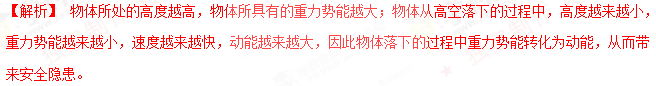 【解析】 物体所处的高度越高，物体所具有的重力势能越大；物体从高空落下的过程中，高度越来越小，
重力势能越来越小，速度越来越快，动能越来越大，因此物体落下的过程中重力势能转化为动能，从而带
来安全隐患。